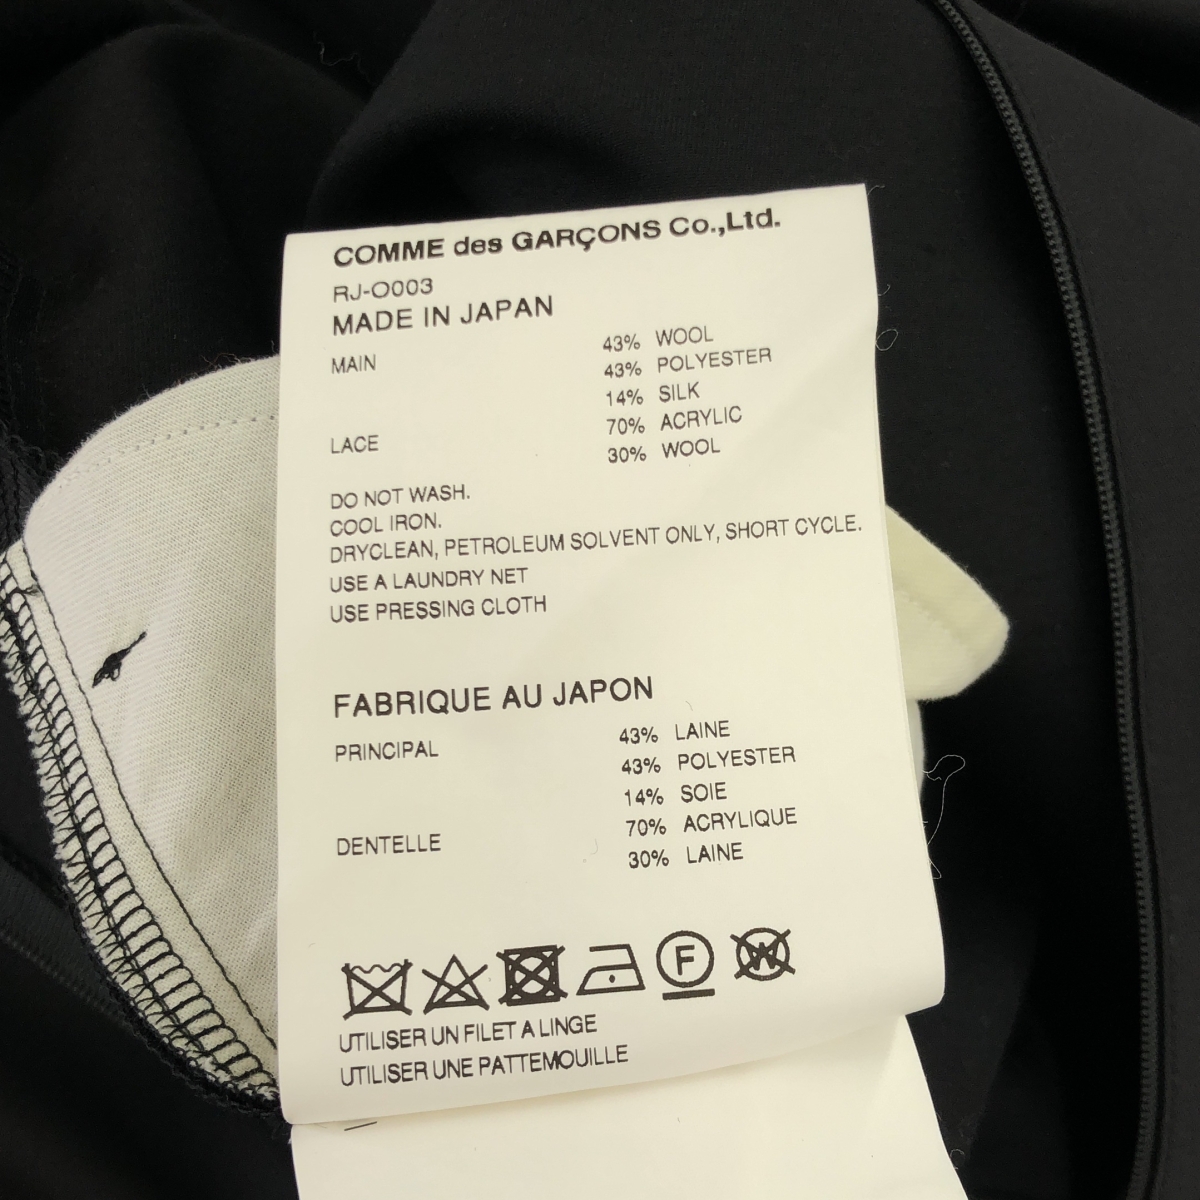 COMME des GARÇONS Co.,Ltd.
RJ-O003
MADE IN JAPAN
MAIN 43% WOOL
43% POLYESTER
14% SILK
LACE 70% ACRYLIC
30% WOOL
DO NOT WASH.
COOL IRON.
DRYCLEAN, PETROLEUM SOLVENT ONLY, SHORT CYCLE.
USE A LAUNDRY NET
USE PRESSING CLOTH
FABRIQUE AU JAPON
PRINCIPAL 43% LAINE
43% POLYESTER
14% SOIE
DENTELLE 70% ACRYLIQUE
30% LAINE
F W
UTILISER UN FILET A LINGE
UTILISER UNE PATTEMOUILLE